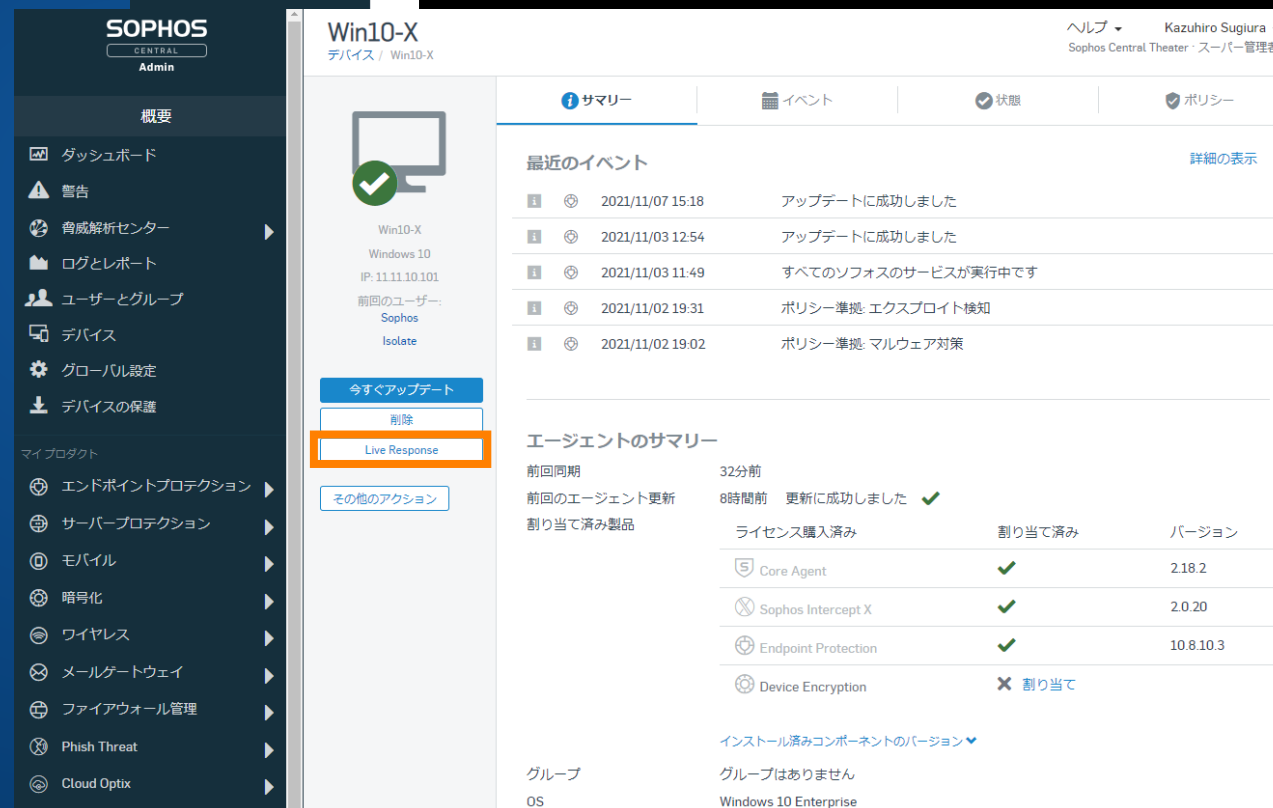 SOPHOS
CENTRAL
Admin
概要
ダッシュボード
警告
脅威解析センター
ログとレポート
ユーザーとグループ
デバイス
グローバル設定
デバイスの保護
マイプロダクト
エンドポイントプロテクション
サーバープロテクション
モバイル
暗号化
ワイヤレス
メールゲートウェイ
ファイアウォール管理
Phish Threat
Cloud Optix
Win10-X
デバイス / Win10-X
ヘルプ Kazuhiro Sugiura
Sophos Central Theater · スーパー管理者
Win10-X
Windows 10
IP: 11.11.10.101
前回のユーザー:
Sophos
Isolate
今すぐアップデート
削除
Live Response
その他のアクション
サマリー イベント 状態 ポリシー
最近のイベント 詳細の表示
2021/11/07 15:18 アップデートに成功しました
2021/11/03 12:54 アップデートに成功しました
2021/11/03 11:49 すべてのソフォスのサービスが実行中です
2021/11/02 19:31 ポリシー準拠: エクスプロイト検知
2021/11/02 19:02 ポリシー準拠: マルウェア対策
エージェントのサマリー
前回同期 32分前
前回のエージェント更新 8時間前 更新に成功しました
割り当て済み製品
ライセンス購入済み 割り当て済み バージョン
Core Agent 2.18.2
Sophos Intercept X 2.0.20
Endpoint Protection 10.8.10.3
Device Encryption 割り当て
インストール済みコンポーネントのバージョン
グループ グループはありません
OS Windows 10 Enterprise